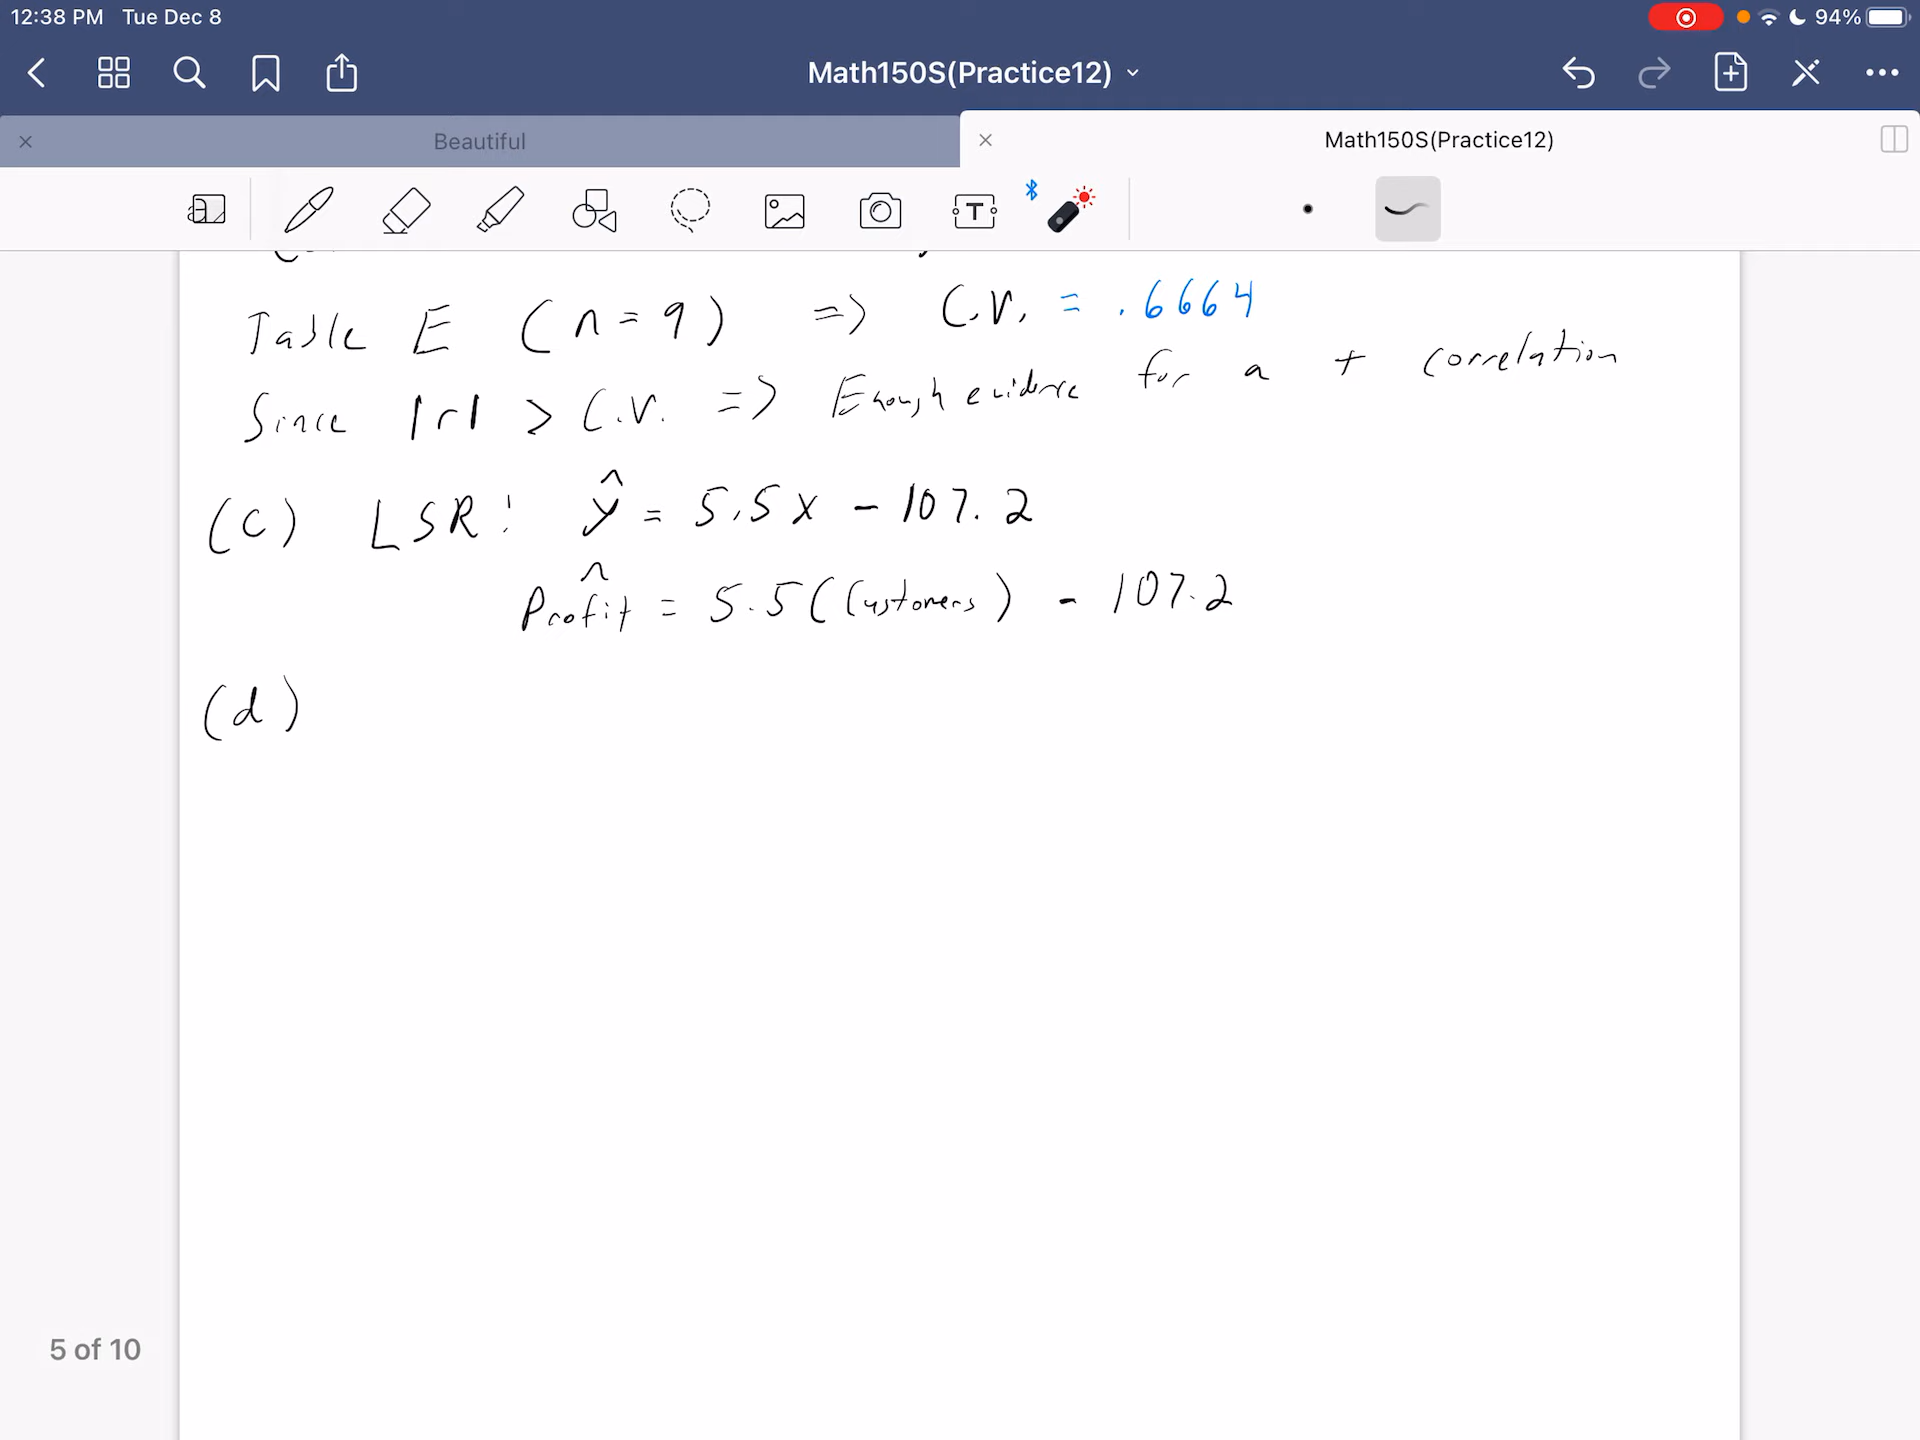 12:38 PM Tue Dec 8
94%
Math150S(Practice12)
Beautiful
Math150S(Practice12)
T
Table E (n=9) => C.V. = .6664
Since |r| > C.V. => Enough evidence for a + correlation
(c) LSR: ŷ = 5.5x - 107.2
Profit^ = 5.5(Customers) - 107.2
(d)
5 of 10